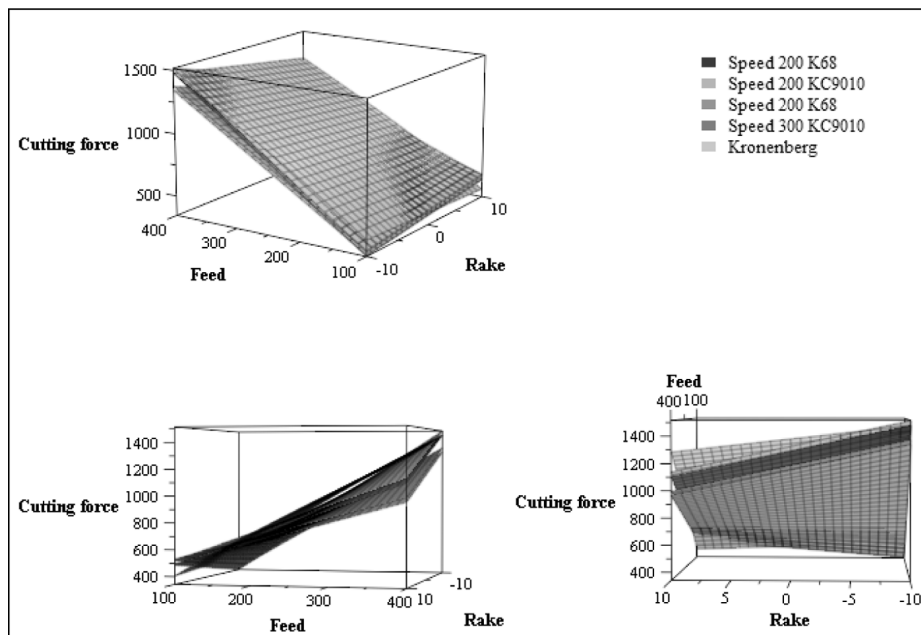 1500
Cutting force
1000
500
400
300
200
100
Feed
-10
0
10
Rake
Speed 200 K68
Speed 200 KC9010
Speed 200 K68
Speed 300 KC9010
Kronenberg
1400
1200
1000
800
600
400
Cutting force
100
200
300
400
Feed
10
-10
Rake
Feed
400 100
1400
1200
1000
800
600
400
Cutting force
10
5
0
-5
-10
Rake